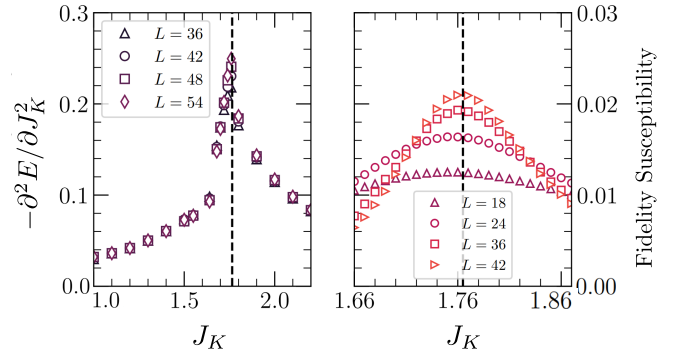 −∂²E/∂J²_K
0.3
0.2
0.1
0.0
L = 36
L = 42
L = 48
L = 54
1.0
1.5
2.0
J_K
L = 18
L = 24
L = 36
L = 42
1.66
1.76
1.86
J_K
0.03
0.02
0.01
0.00
Fidelity Susceptibility